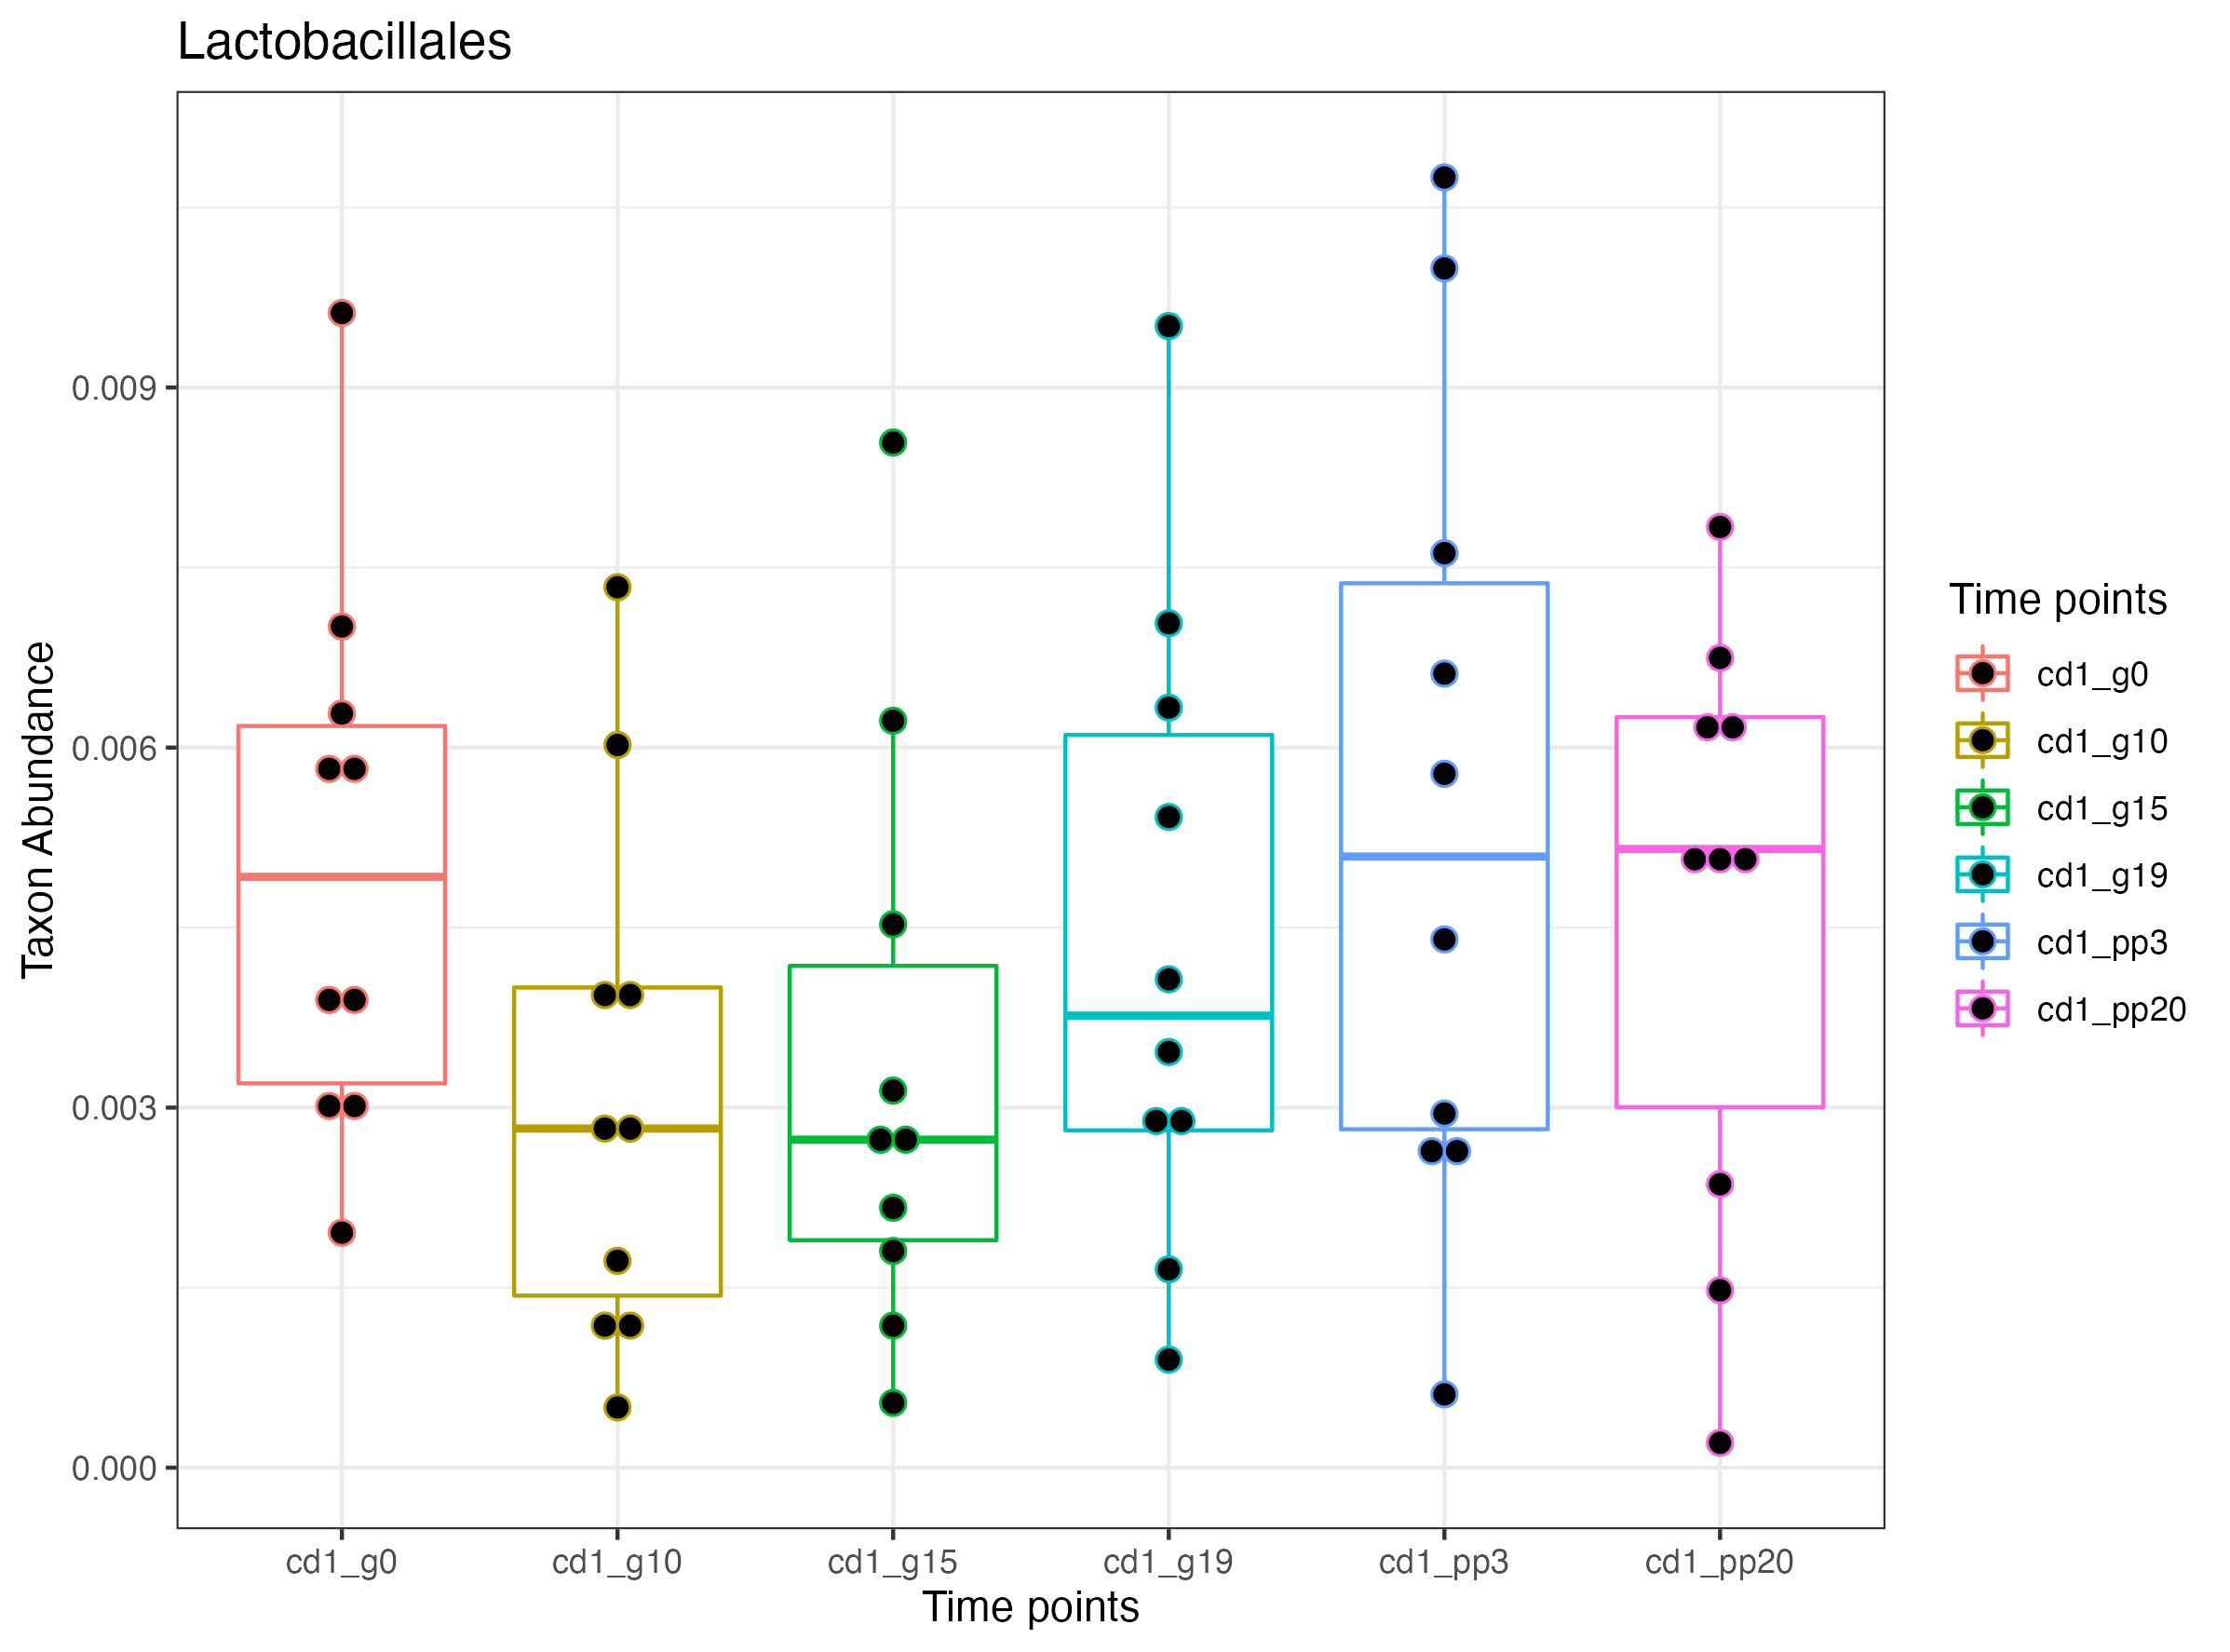 Lactobacillales
Taxon Abundance
0.009
0.006
0.003
0.000
cd1_g0 cd1_g10 cd1_g15 cd1_g19 cd1_pp3 cd1_pp20
Time points
Time points
cd1_g0
cd1_g10
cd1_g15
cd1_g19
cd1_pp3
cd1_pp20